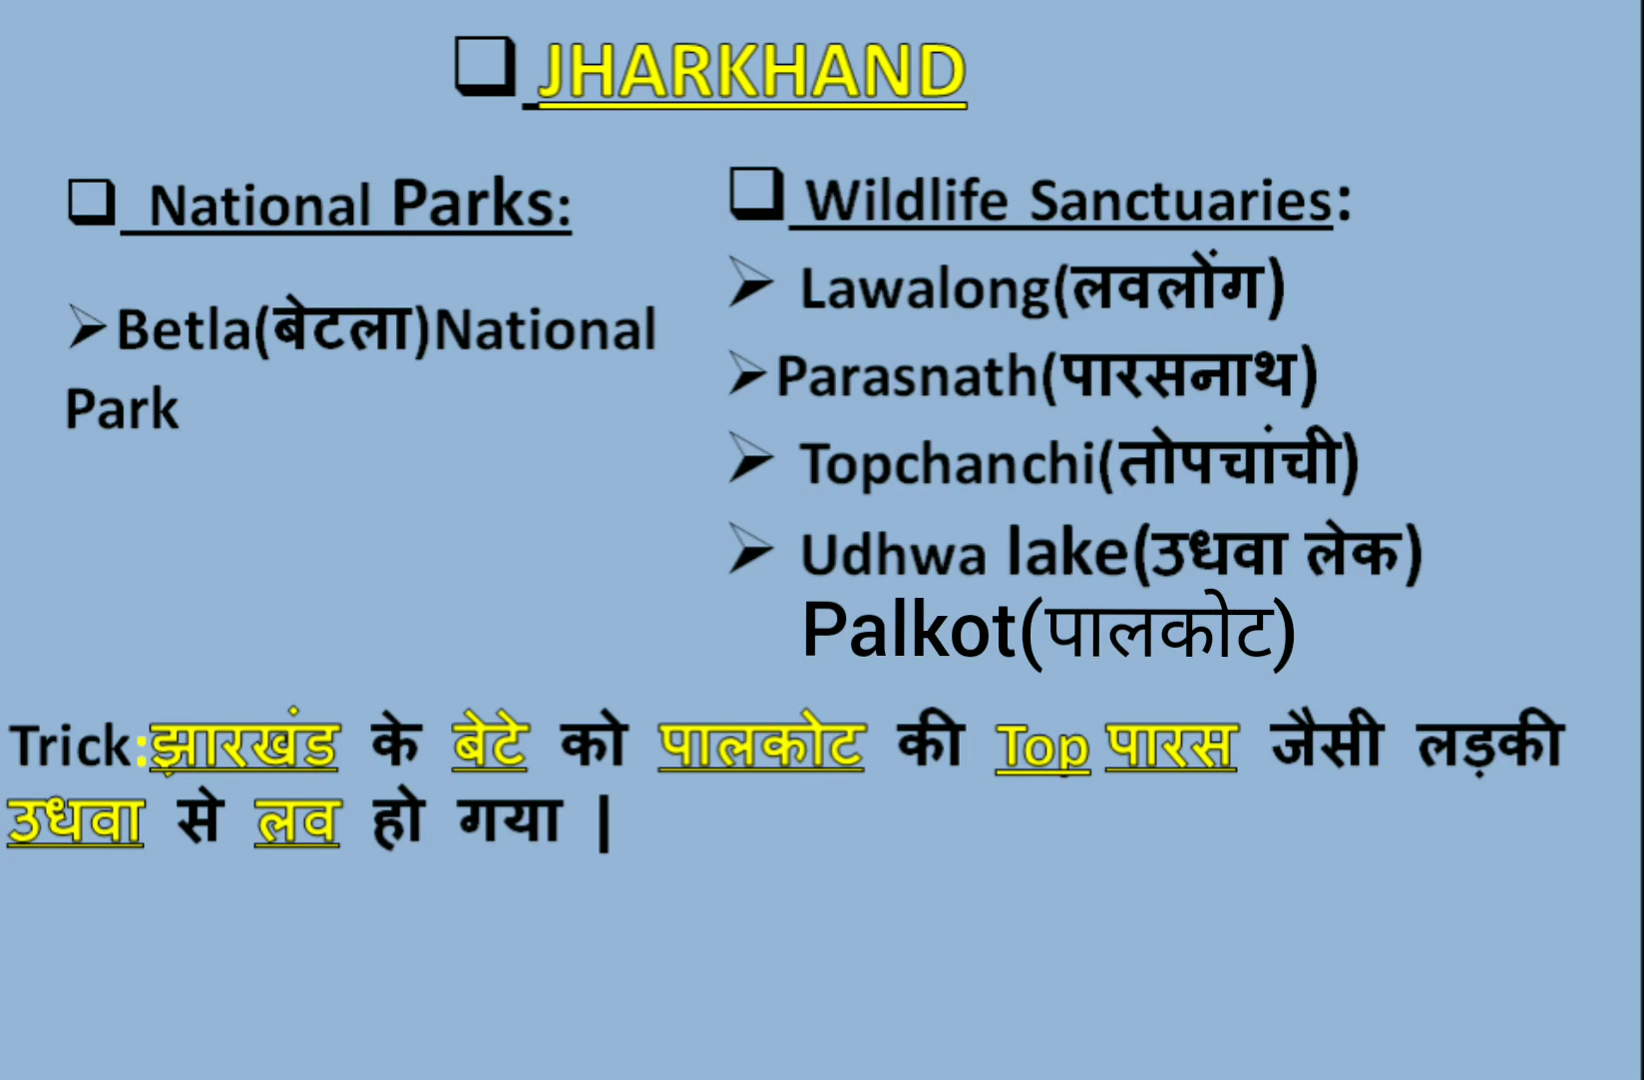 JHARKHAND
National Parks:
Betla(बेटला)National
Park
Wildlife Sanctuaries:
Lawalong(लवलोंग)
Parasnath(पारसनाथ)
Topchanchi(तोपचांची)
Udhwa lake(उधवा लेक)
Palkot(पालकोट)
Trick:झारखंड के बेटे को पालकोट की Top पारस जैसी लड़की
उधवा से लव हो गया |